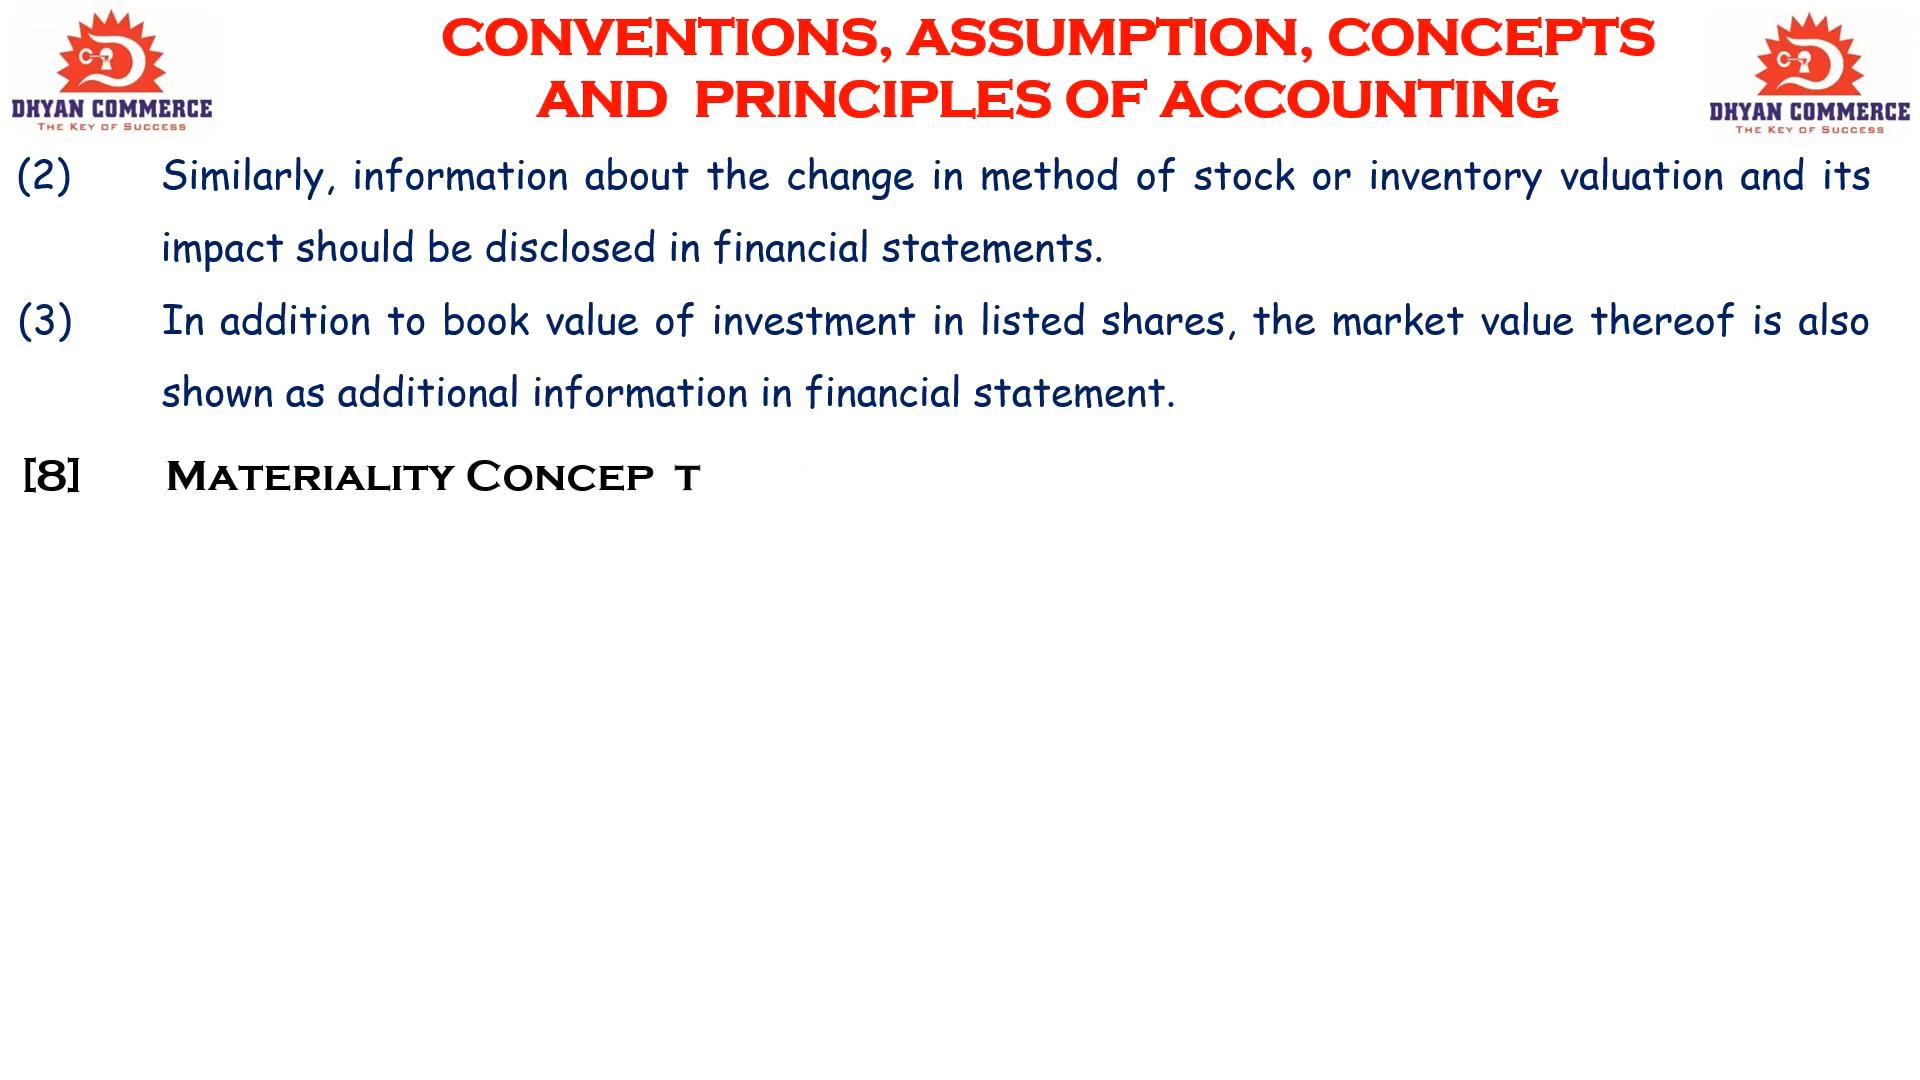 DHYAN COMMERCE
THE KEY OF SUCCESS
CONVENTIONS, ASSUMPTION, CONCEPTS
AND PRINCIPLES OF ACCOUNTING
DHYAN COMMERCE
THE KEY OF SUCCESS
(2) Similarly, information about the change in method of stock or inventory valuation and its
impact should be disclosed in financial statements.
(3) In addition to book value of investment in listed shares, the market value thereof is also
shown as additional information in financial statement.
[8] MATERIALITY CONCEP T